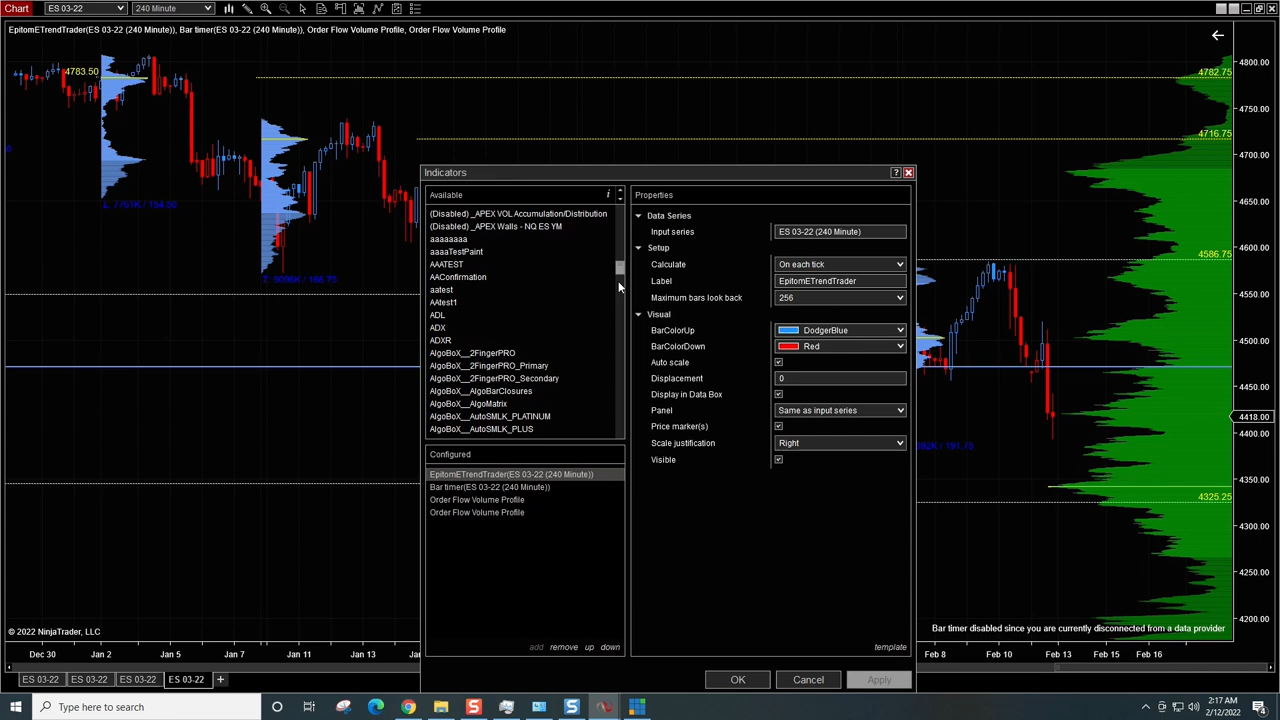 Chart
ES 03-22
240 Minute
EpitomETrendTrader(ES 03-22 (240 Minute)), Bar timer(ES 03-22 (240 Minute)), Order Flow Volume Profile, Order Flow Volume Profile
4783.50
4782.75
4716.75
4586.75
4325.25
4800.00
4750.00
4700.00
4650.00
4600.00
4550.00
4500.00
4450.00
4418.00
4400.00
4350.00
4300.00
4250.00
4200.00
Indicators
Available
(Disabled) _APEX VOL Accumulation/Distribution
(Disabled) _APEX Walls - NQ ES YM
aaaaaaaa
aaaaTestPaint
AAATEST
AAConfirmation
aatest
AAtest1
ADL
ADX
ADXR
AlgoBoX__2FingerPRO
AlgoBoX__2FingerPRO_Primary
AlgoBoX__2FingerPRO_Secondary
AlgoBoX__AlgoBarClosures
AlgoBoX__AlgoMatrix
AlgoBoX__AutoSMLK_PLATINUM
AlgoBoX__AutoSMLK_PLUS
Configured
EpitomETrendTrader(ES 03-22 (240 Minute))
Bar timer(ES 03-22 (240 Minute))
Order Flow Volume Profile
Order Flow Volume Profile
add remove up down
Properties
Data Series
Input series ES 03-22 (240 Minute)
Setup
Calculate On each tick
Label EpitomETrendTrader
Maximum bars look back 256
Visual
BarColorUp DodgerBlue
BarColorDown Red
Auto scale
Displacement 0
Display in Data Box
Panel Same as input series
Price marker(s)
Scale justification Right
Visible
template
OK Cancel Apply
© 2022 NinjaTrader, LLC
Bar timer disabled since you are currently disconnected from a data provider
Dec 30 Jan 2 Jan 5 Jan 7 Jan 11 Jan 13 Feb 8 Feb 10 Feb 13 Feb 15 Feb 16
ES 03-22 ES 03-22 ES 03-22 ES 03-22 +
Type here to search
2:17 AM
2/12/2022